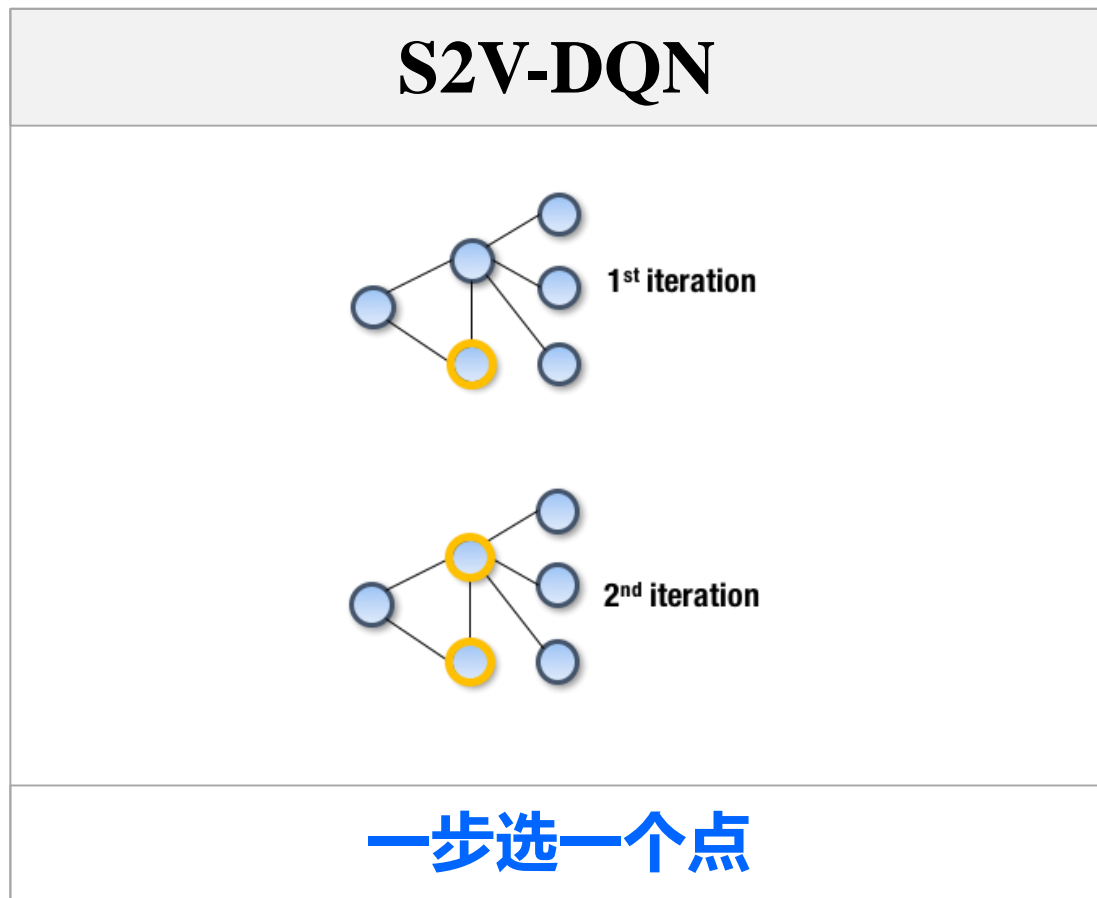 S2V-DQN
1st iteration
2nd iteration
一步选一个点